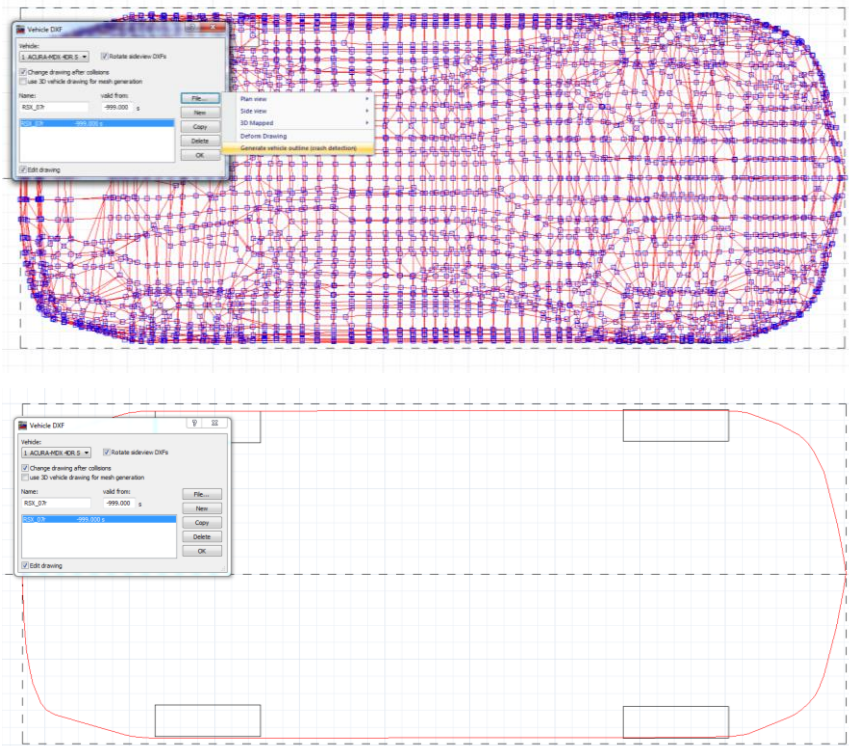 Vehicle DXF
Vehicle:
1 ACURA-MDX 4DR S
Rotate sideview DXFs
Change drawing after collisions
use 3D vehicle drawing for mesh generation
Name:
valid from:
RSX_07r
-999.000 s
File...
New
Copy
Delete
OK
RSX_07r -999.000 s
Edit drawing
Plan view
Side view
3D Mapped
Deform Drawing
Generate vehicle outline (crash detection)
Vehicle DXF
Vehicle:
1 ACURA-MDX 4DR S
Rotate sideview DXFs
Change drawing after collisions
use 3D vehicle drawing for mesh generation
Name:
valid from:
RSX_07r
-999.000 s
File...
New
Copy
Delete
OK
RSX_07r -999.000 s
Edit drawing